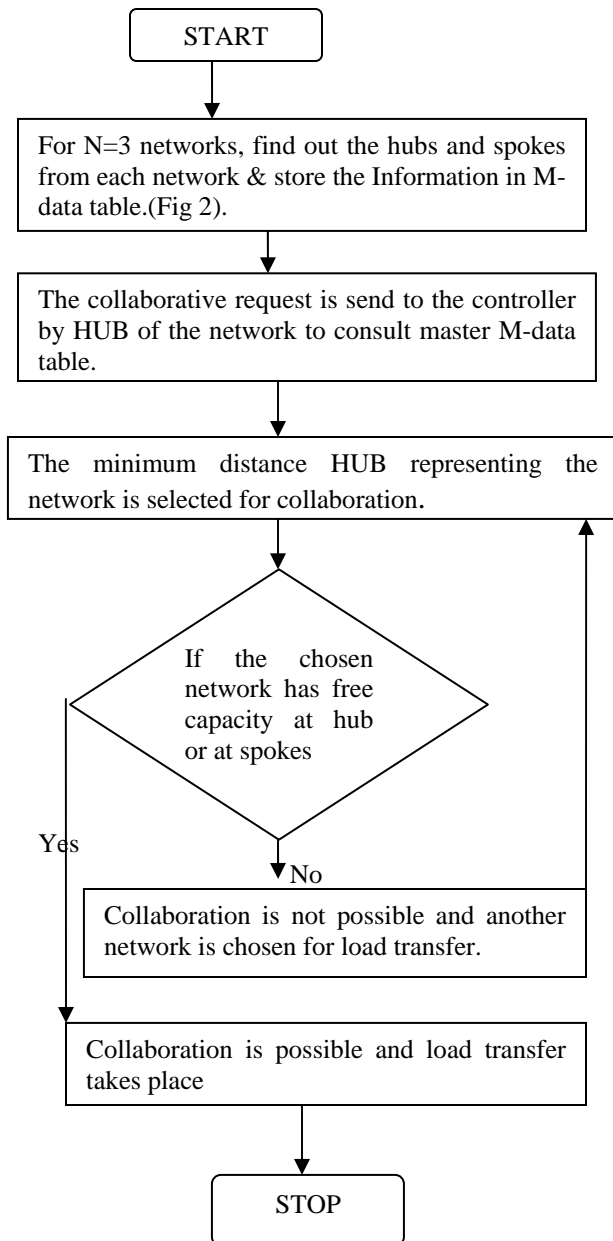 START
For N=3 networks, find out the hubs and spokes
from each network & store the Information in M-
data table.(Fig 2).
The collaborative request is send to the controller
by HUB of the network to consult master M-data
table.
The minimum distance HUB representing the
network is selected for collaboration.
If the chosen
network has free
capacity at hub
or at spokes
Yes
No
Collaboration is not possible and another
network is chosen for load transfer.
Collaboration is possible and load transfer
takes place
STOP